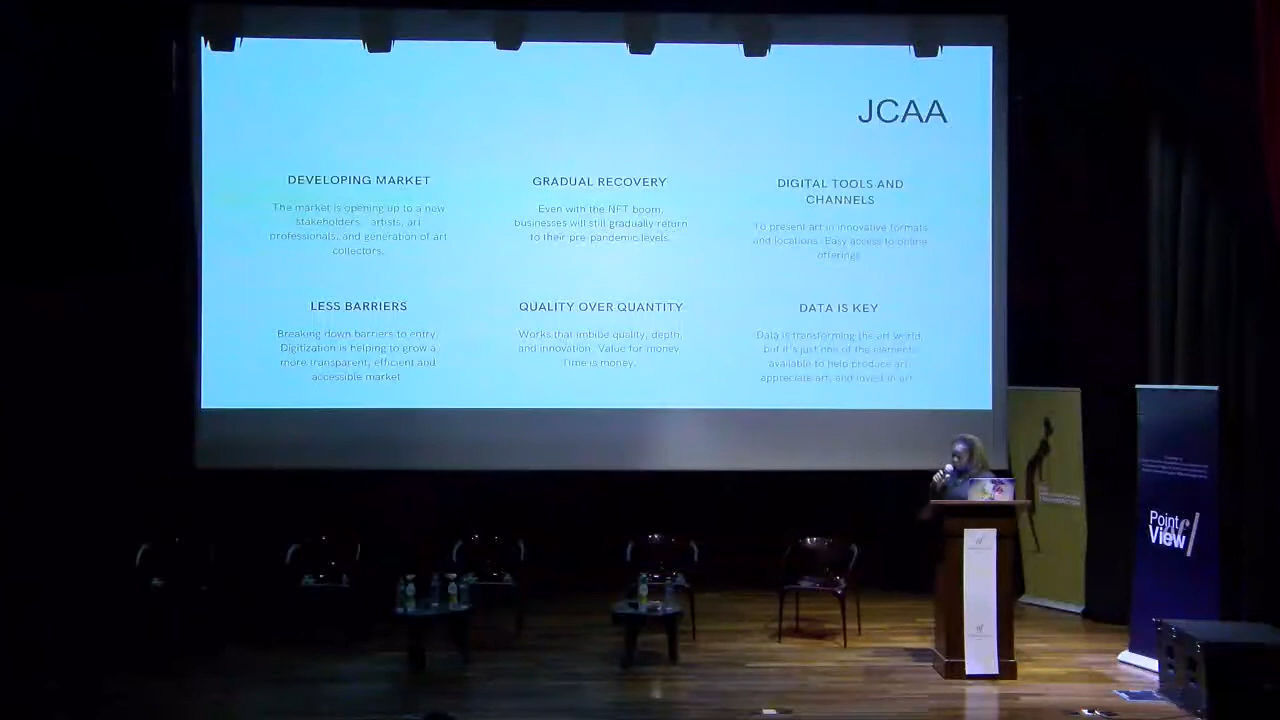 JCAA
DEVELOPING MARKET
The market is opening up to a new
stakeholders - artists, art
professionals, and generation of art
collectors.
GRADUAL RECOVERY
Even with the NFT boom,
businesses will still gradually return
to their pre-pandemic levels.
DIGITAL TOOLS AND
CHANNELS
To present art in innovative formats
and locations. Easy access to online
offerings.
LESS BARRIERS
Breaking down barriers to entry.
Digitization is helping to grow a
more transparent, efficient and
accessible market
QUALITY OVER QUANTITY
Works that imbibe quality, depth,
and innovation. Value for money.
Time is money.
DATA IS KEY
Data is transforming the art world,
but it's just one of the elements
available to help produce art,
appreciate art, and invest in art.
Point
of
View